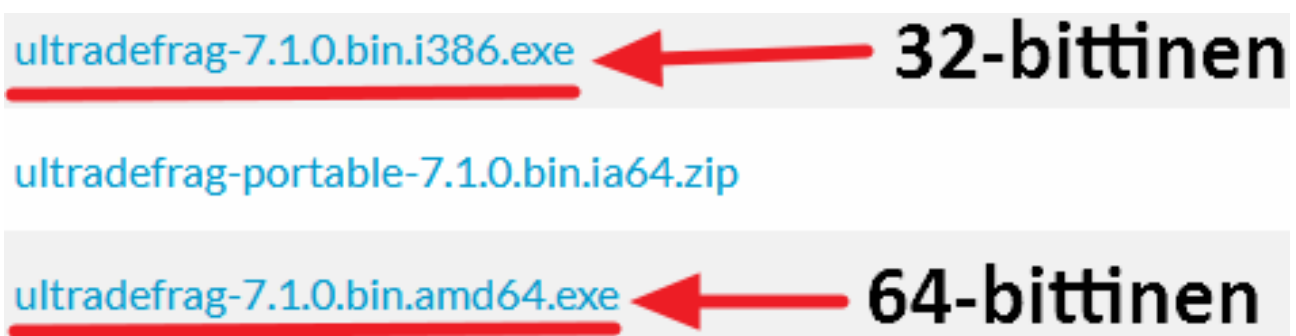 ultradefrag-7.1.0.bin.i386.exe 32-bittinen
ultradefrag-portable-7.1.0.bin.ia64.zip
ultradefrag-7.1.0.bin.amd64.exe 64-bittinen